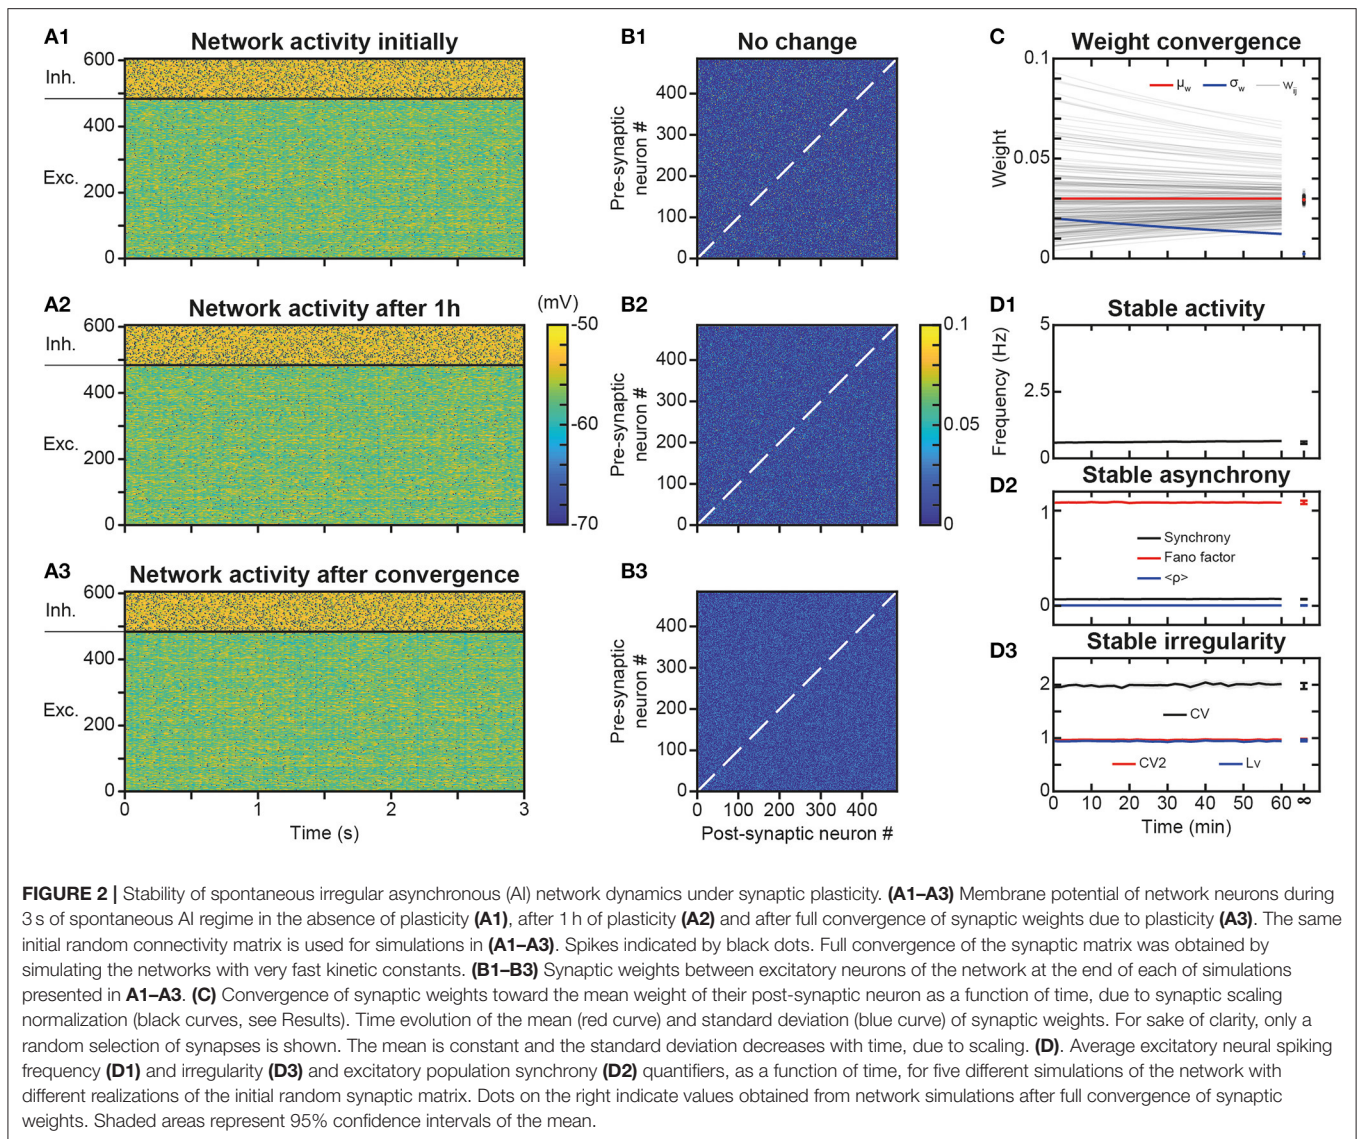 A1
Network activity initially
600
Inh.
400
Exc.
200
0
B1
No change
Pre-synaptic
neuron #
400
300
200
100
0
C
Weight convergence
0.1
μw
σw
wij
Weight
0.05
0
A2
Network activity after 1h
600
Inh.
400
Exc.
200
0
(mV)
-50
-60
-70
B2
Pre-synaptic
neuron #
400
300
200
100
0
0.1
0.05
0
D1
Stable activity
Frequency (Hz)
5
2.5
0
D2
Stable asynchrony
1
Synchrony
Fano factor
<ρ>
0
A3
Network activity after convergence
600
Inh.
400
Exc.
200
0
0 1 2 3
Time (s)
B3
Pre-synaptic
neuron #
400
300
200
100
0
0 100 200 300 400
Post-synaptic neuron #
D3
Stable irregularity
2
CV
1
CV2
Lv
0
0 10 20 30 40 50 60 ∞
Time (min)
FIGURE 2 | Stability of spontaneous irregular asynchronous (AI) network dynamics under synaptic plasticity. (A1–A3) Membrane potential of network neurons during
3 s of spontaneous AI regime in the absence of plasticity (A1), after 1 h of plasticity (A2) and after full convergence of synaptic weights due to plasticity (A3). The same
initial random connectivity matrix is used for simulations in (A1–A3). Spikes indicated by black dots. Full convergence of the synaptic matrix was obtained by
simulating the networks with very fast kinetic constants. (B1–B3) Synaptic weights between excitatory neurons of the network at the end of each of simulations
presented in A1–A3. (C) Convergence of synaptic weights toward the mean weight of their post-synaptic neuron as a function of time, due to synaptic scaling
normalization (black curves, see Results). Time evolution of the mean (red curve) and standard deviation (blue curve) of synaptic weights. For sake of clarity, only a
random selection of synapses is shown. The mean is constant and the standard deviation decreases with time, due to scaling. (D). Average excitatory neural spiking
frequency (D1) and irregularity (D3) and excitatory population synchrony (D2) quantifiers, as a function of time, for five different simulations of the network with
different realizations of the initial random synaptic matrix. Dots on the right indicate values obtained from network simulations after full convergence of synaptic
weights. Shaded areas represent 95% confidence intervals of the mean.